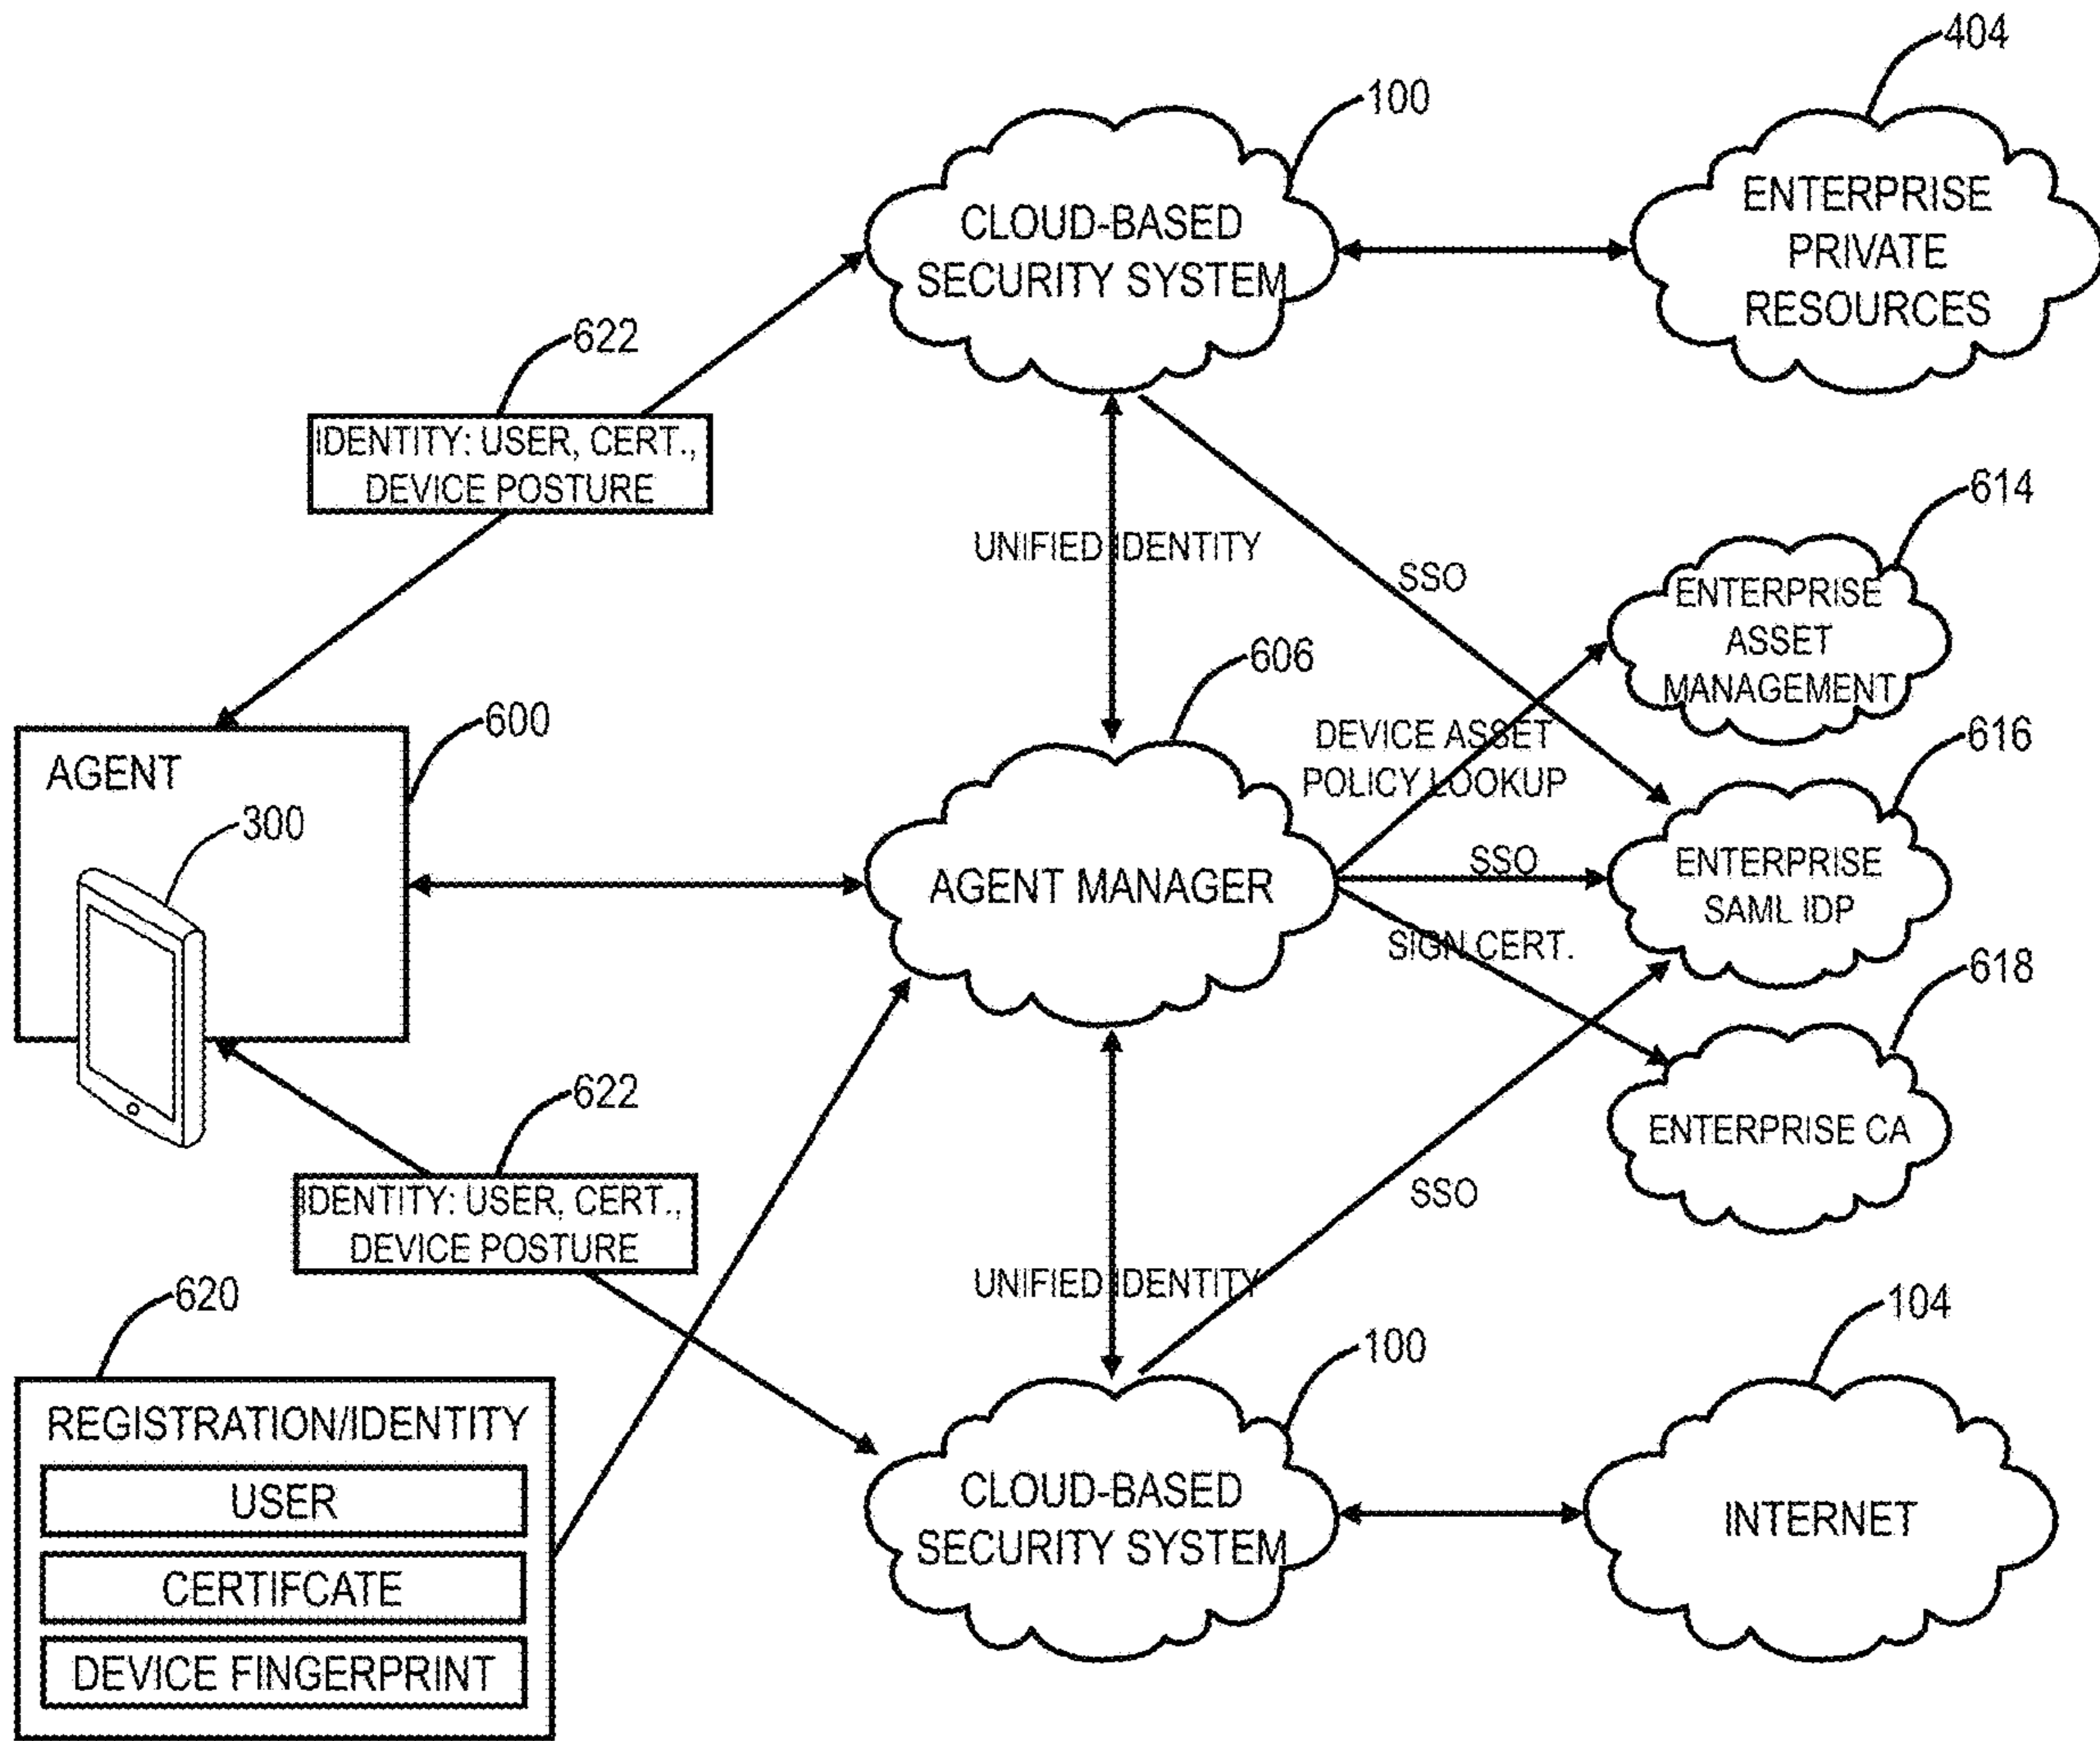 404
100
CLOUD-BASED
SECURITY SYSTEM
ENTERPRISE
PRIVATE
RESOURCES
622
IDENTITY: USER, CERT.,
DEVICE POSTURE
UNIFIED IDENTITY
SSO
614
ENTERPRISE
ASSET
MANAGEMENT
606
600
AGENT
300
DEVICE ASSET
POLICY LOOKUP
616
AGENT MANAGER
SSO
ENTERPRISE
SAML IDP
SIGN CERT.
618
ENTERPRISE CA
622
IDENTITY: USER, CERT.,
DEVICE POSTURE
SSO
UNIFIED IDENTITY
620
REGISTRATION/IDENTITY
USER
CERTIFCATE
DEVICE FINGERPRINT
100
CLOUD-BASED
SECURITY SYSTEM
104
INTERNET